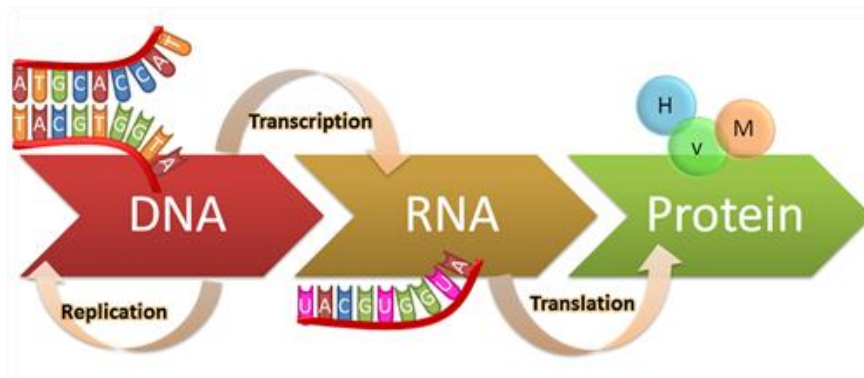 ATGCACCAT
TACGTGGTA
Transcription
H
V
M
DNA
RNA
Protein
UACGUGGUA
Replication
Translation